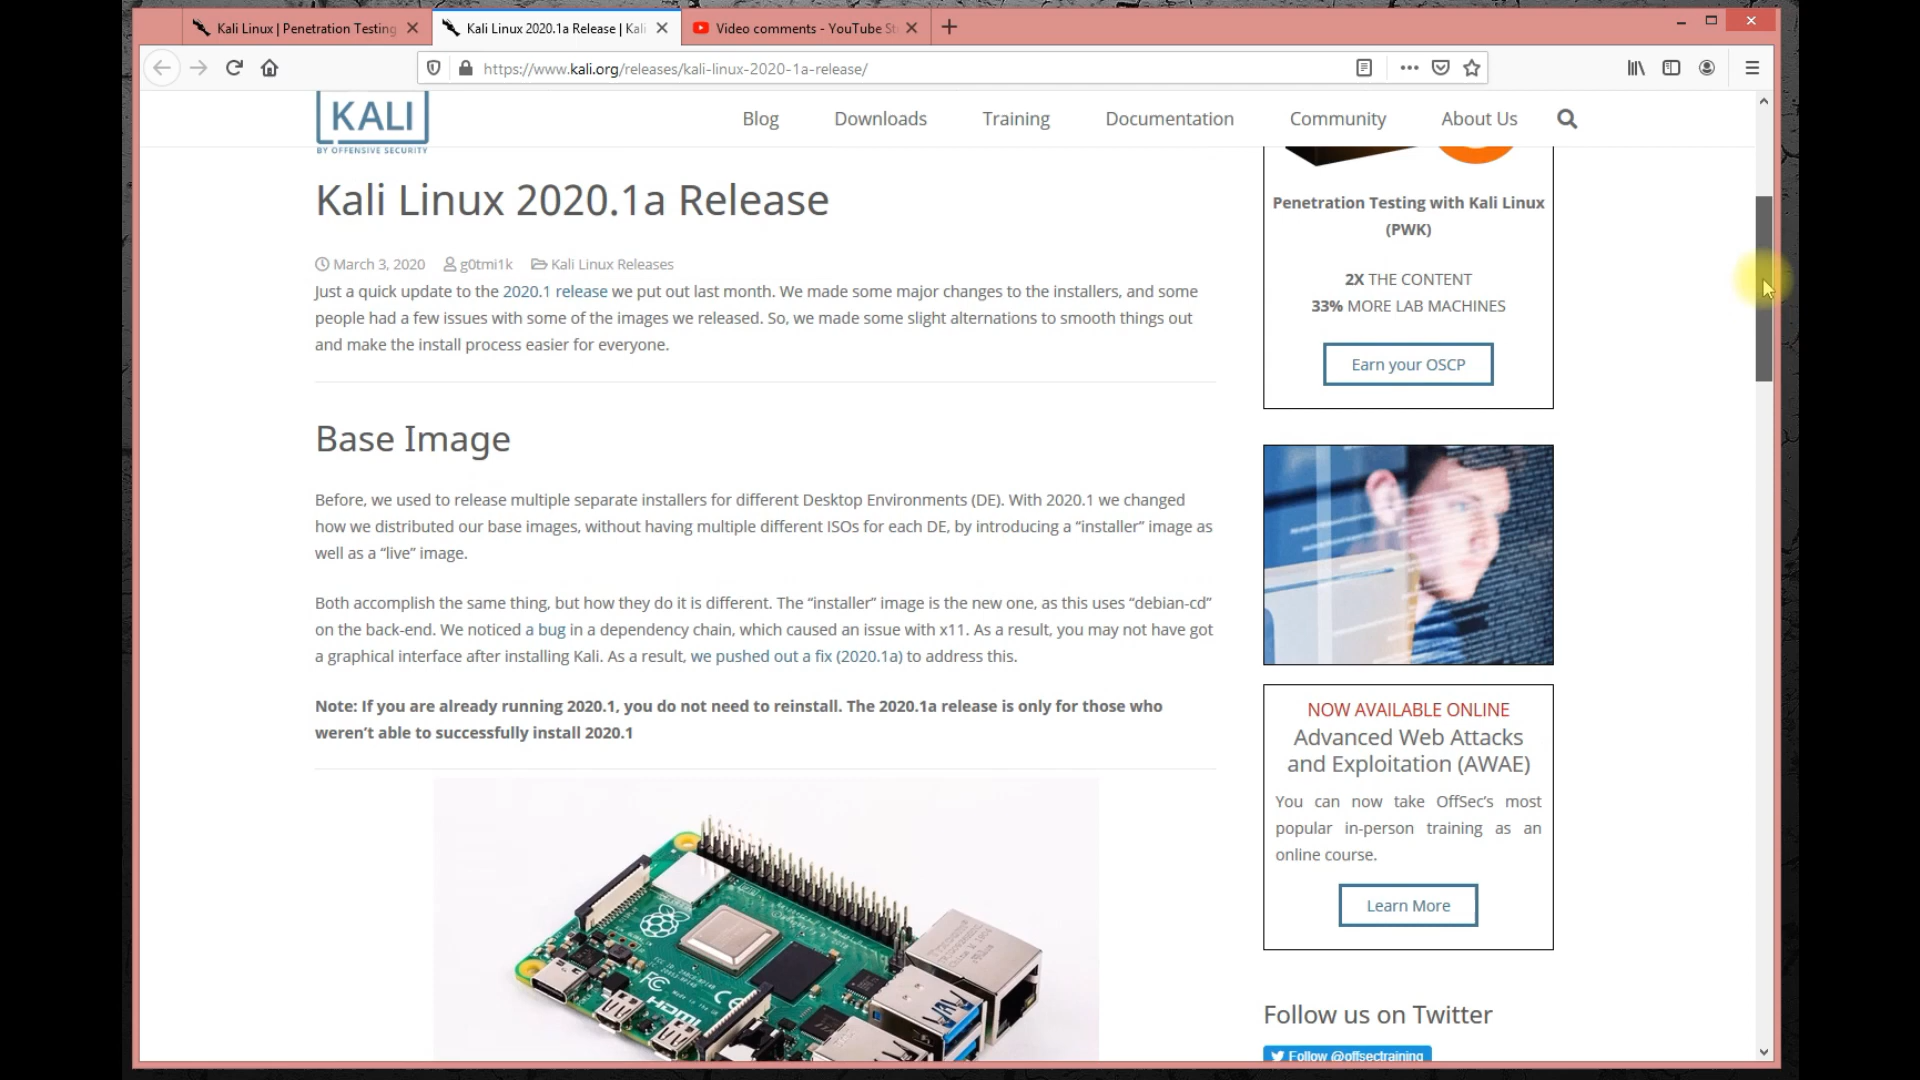 Kali Linux | Penetration Testing
Kali Linux 2020.1a Release | Kali
Video comments - YouTube St
https://www.kali.org/releases/kali-linux-2020-1a-release/
KALI
BY OFFENSIVE SECURITY
Blog
Downloads
Training
Documentation
Community
About Us
Kali Linux 2020.1a Release
March 3, 2020 g0tmi1k Kali Linux Releases
Just a quick update to the 2020.1 release we put out last month. We made some major changes to the installers, and some
people had a few issues with some of the images we released. So, we made some slight alternations to smooth things out
and make the install process easier for everyone.
Base Image
Before, we used to release multiple separate installers for different Desktop Environments (DE). With 2020.1 we changed
how we distributed our base images, without having multiple different ISOs for each DE, by introducing a “installer” image as
well as a “live” image.
Both accomplish the same thing, but how they do it is different. The “installer” image is the new one, as this uses “debian-cd”
on the back-end. We noticed a bug in a dependency chain, which caused an issue with x11. As a result, you may not have got
a graphical interface after installing Kali. As a result, we pushed out a fix (2020.1a) to address this.
Note: If you are already running 2020.1, you do not need to reinstall. The 2020.1a release is only for those who
weren’t able to successfully install 2020.1
FC
HDMI
Penetration Testing with Kali Linux
(PWK)
2X THE CONTENT
33% MORE LAB MACHINES
Earn your OSCP
NOW AVAILABLE ONLINE
Advanced Web Attacks
and Exploitation (AWAE)
You can now take OffSec’s most
popular in-person training as an
online course.
Learn More
Follow us on Twitter
Follow @offsectraining